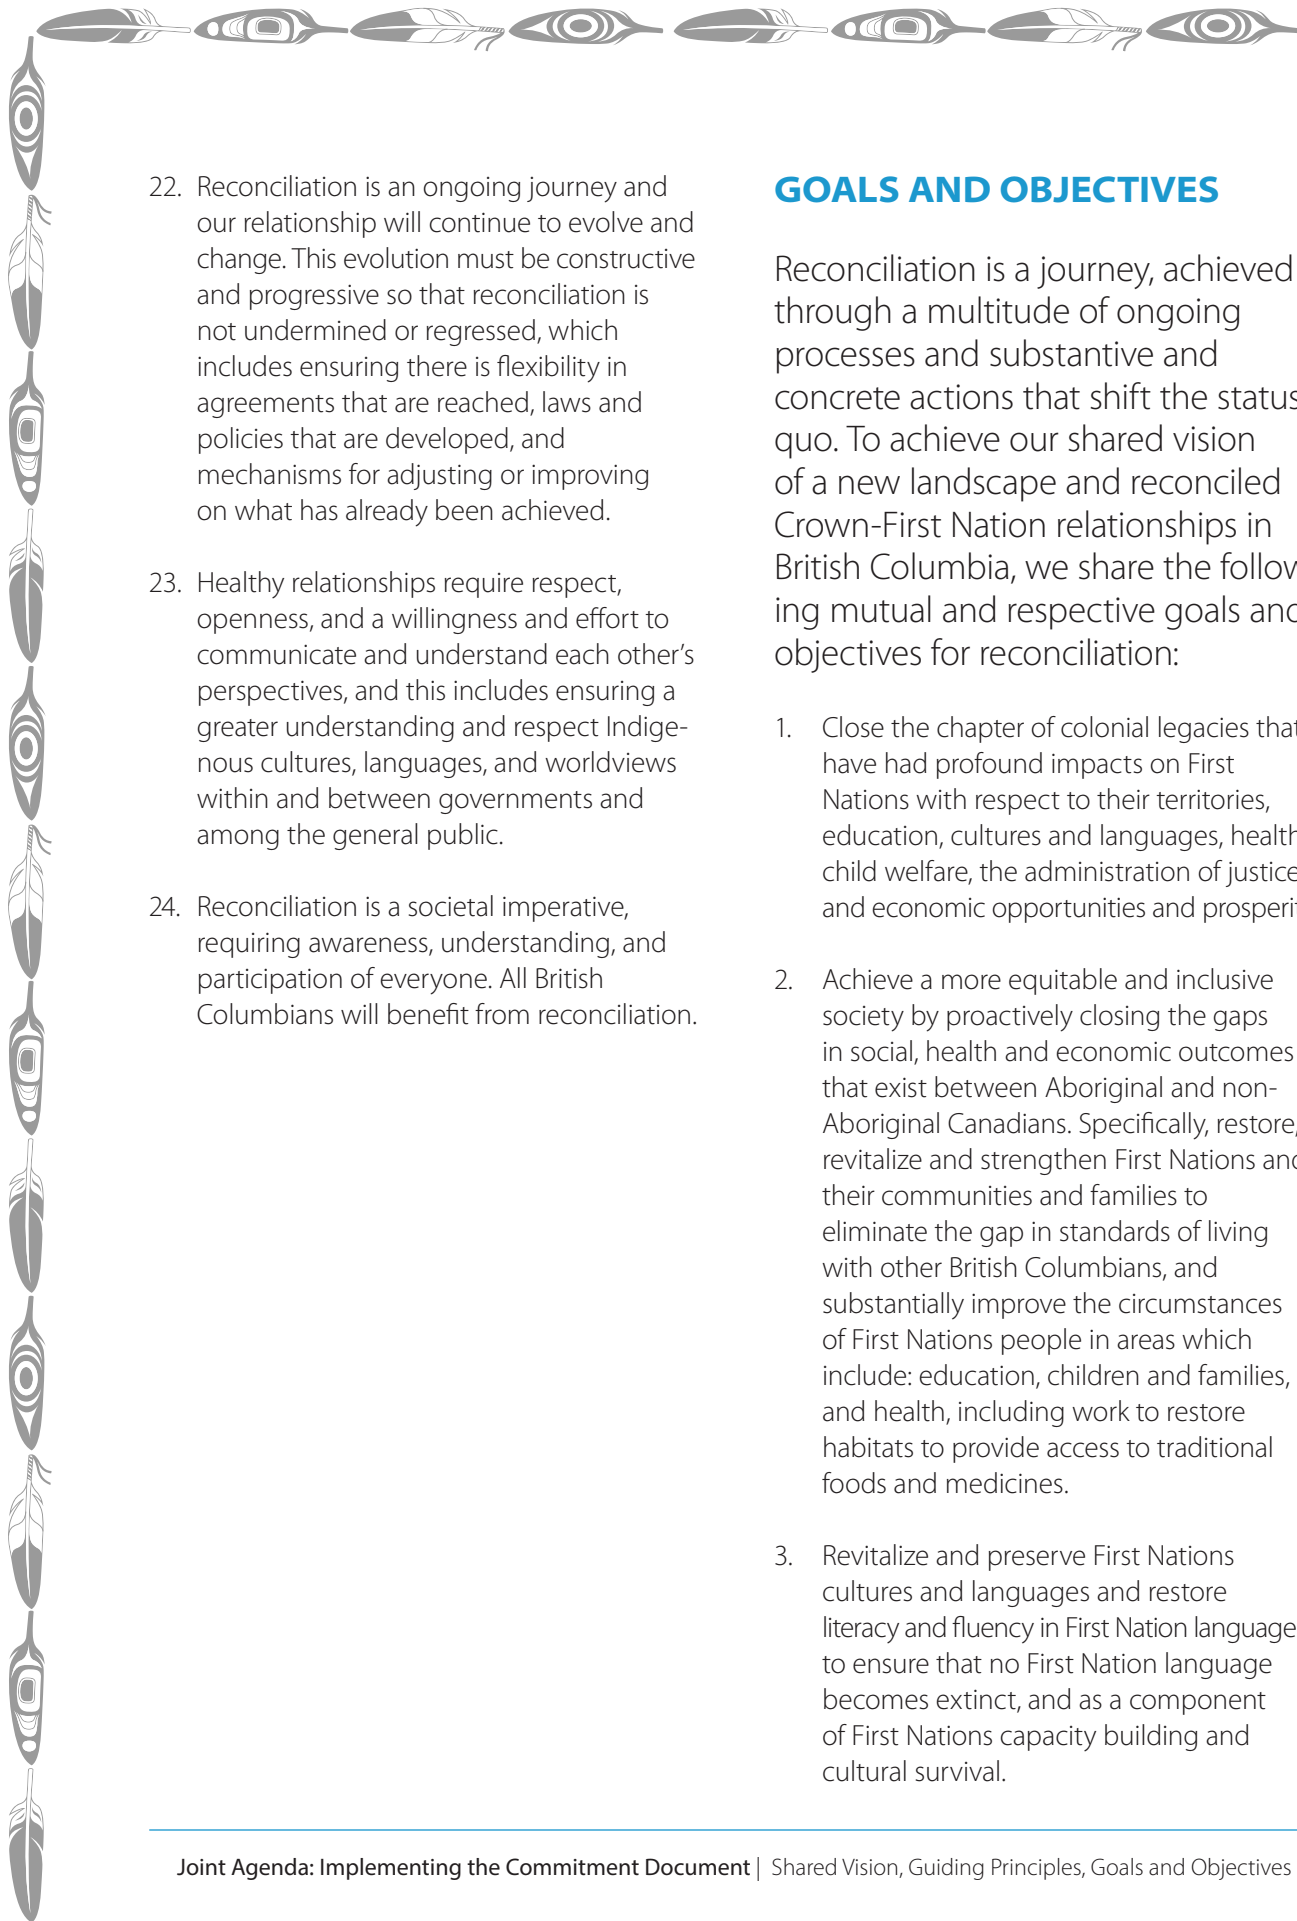 22. Reconciliation is an ongoing journey and
our relationship will continue to evolve and
change. This evolution must be constructive
and progressive so that reconciliation is
not undermined or regressed, which
includes ensuring there is flexibility in
agreements that are reached, laws and
policies that are developed, and
mechanisms for adjusting or improving
on what has already been achieved.
23. Healthy relationships require respect,
openness, and a willingness and effort to
communicate and understand each other's
perspectives, and this includes ensuring a
greater understanding and respect Indige-
nous cultures, languages, and worldviews
within and between governments and
among the general public.
24. Reconciliation is a societal imperative,
requiring awareness, understanding, and
participation of everyone. All British
Columbians will benefit from reconciliation.
GOALS AND OBJECTIVES
Reconciliation is a journey, achieved
through a multitude of ongoing
processes and substantive and
concrete actions that shift the status
quo. To achieve our shared vision
of a new landscape and reconciled
Crown-First Nation relationships in
British Columbia, we share the follow
ing mutual and respective goals and
objectives for reconciliation:
1. Close the chapter of colonial legacies that
have had profound impacts on First
Nations with respect to their territories,
education, cultures and languages, health
child welfare, the administration of justice
and economic opportunities and
2. Achieve a more equitable and inclusive
society by proactively closing the gaps
in social, health and economic outcomes
that exist between Aboriginal and non-
Aboriginal Canadians. Specifically, restore,
revitalize and strengthen First Nations and
their communities and families to
eliminate the gap in standards of living
with other British Columbians, and
substantially improve the circumstances
of First Nations people in areas which
include: education, children and families,
and health, including work to restore
habitats to provide access to traditional
foods and medicines.
3. Revitalize and preserve First Nations
cultures and languages and restore
literacy and fluency in First Nation language
to ensure that no First Nation language
becomes extinct, and as a component
of First Nations capacity building and
cultural survival.
Joint Agenda: Implementing the Commitment Document | Shared Vision, Guiding Principles, Goals and Objectives